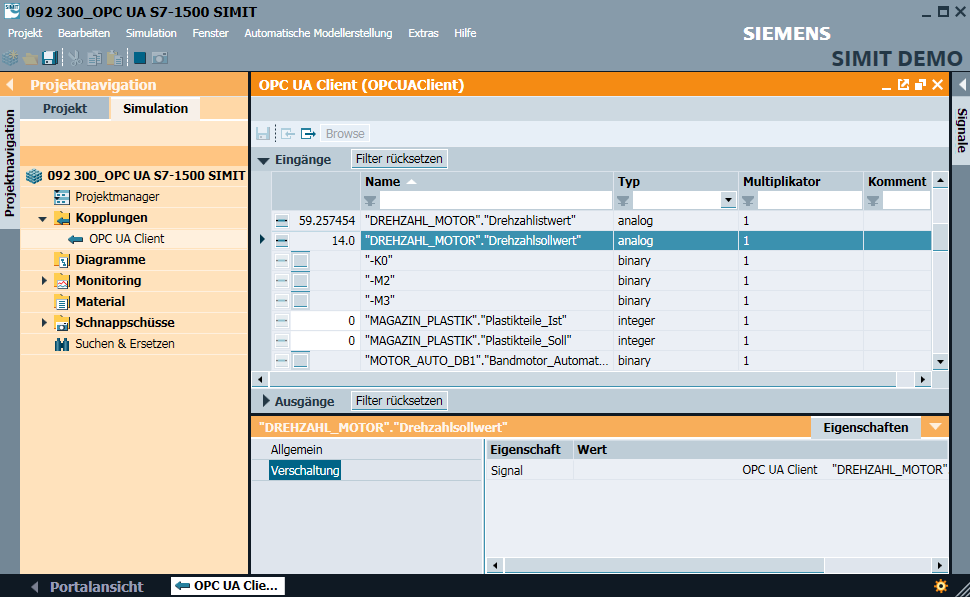 092 300_OPC UA S7-1500 SIMIT
Projekt Bearbeiten Simulation Fenster Automatische Modellerstellung Extras Hilfe
SIEMENS
SIMIT DEMO
Projektnavigation
OPC UA Client (OPCUAClient)
Projekt Simulation
Projektnavigation
Signale
Browse
Eingänge Filter rücksetzen
Name Typ Multiplikator Komment
59.257454 "DREHZAHL_MOTOR"."Drehzahlistwert" analog 1
14.0 "DREHZAHL_MOTOR"."Drehzahlsollwert" analog 1
"-K0" binary 1
"-M2" binary 1
"-M3" binary 1
0 "MAGAZIN_PLASTIK"."Plastikteile_Ist" integer 1
0 "MAGAZIN_PLASTIK"."Plastikteile_Soll" integer 1
"MOTOR_AUTO_DB1"."Bandmotor_Automat... binary 1
092 300_OPC UA S7-1500 SIMIT
Projektmanager
Kopplungen
OPC UA Client
Diagramme
Monitoring
Material
Schnappschüsse
Suchen & Ersetzen
Ausgänge Filter rücksetzen
"DREHZAHL_MOTOR"."Drehzahlsollwert" Eigenschaften
Allgemein
Verschaltung
Eigenschaft Wert
Signal OPC UA Client "DREHZAHL_MOTOR".
Portalansicht OPC UA Clie...